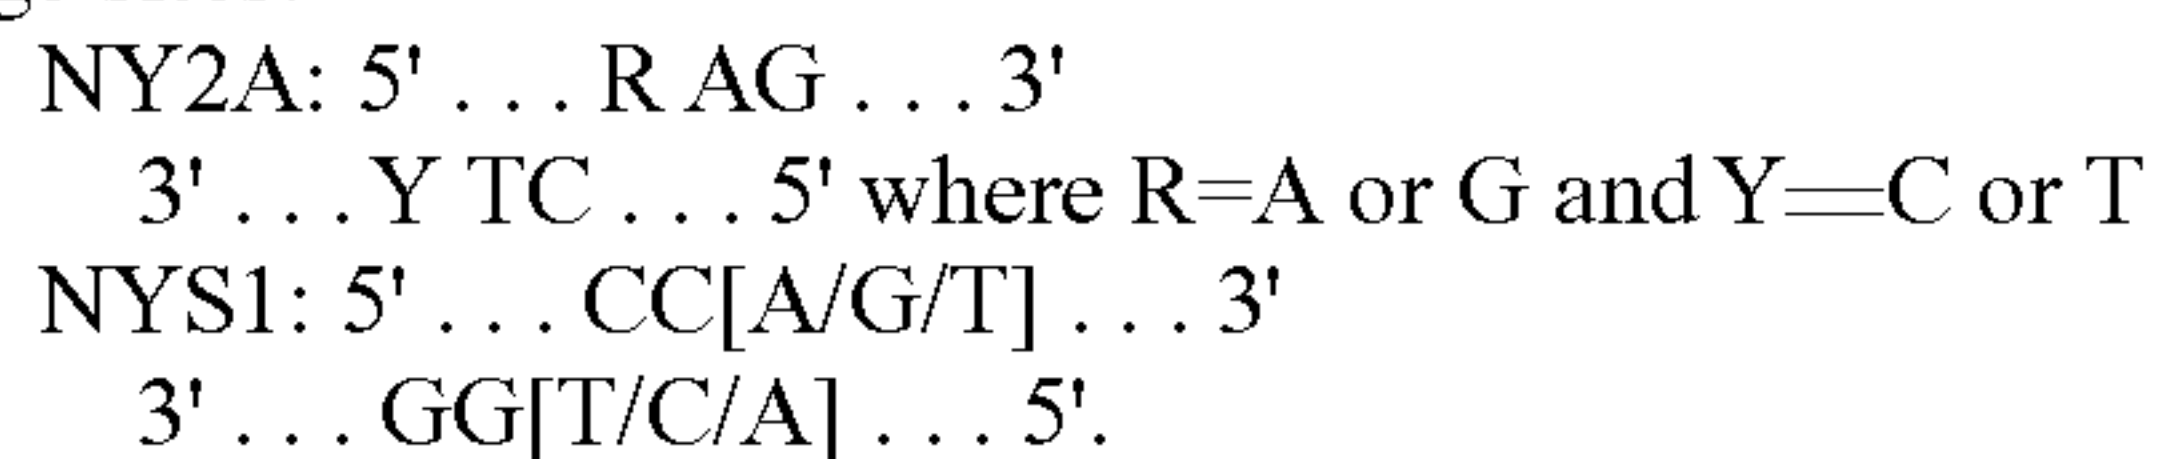 NY2A: 5' . . . R AG . . . 3'
3' . . . Y TC . . . 5' where R=A or G and Y=C or T
NYS1: 5' . . . CC[A/G/T] . . . 3'
3' . . . GG[T/C/A] . . . 5'.